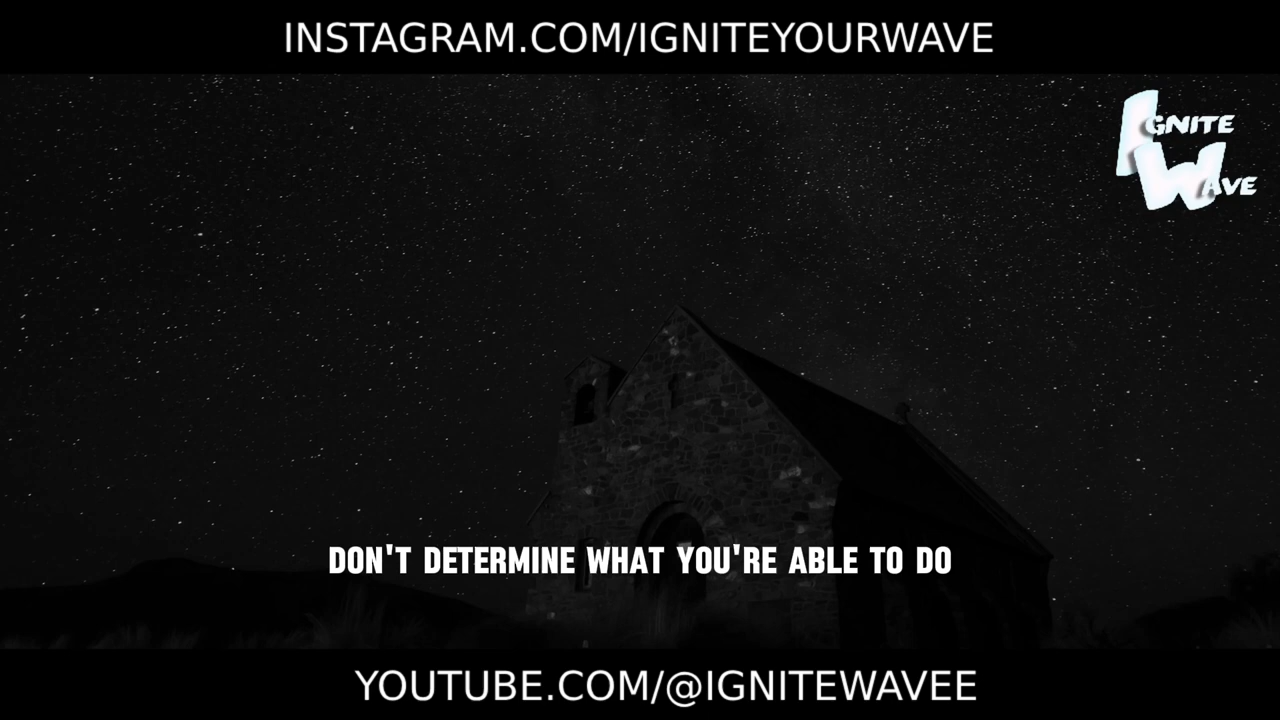 INSTAGRAM.COM/IGNITEYOURWAVE
IGNITE
WAVE
DON'T DETERMINE WHAT YOU'RE ABLE TO DO
YOUTUBE.COM/@IGNITEWAVEE